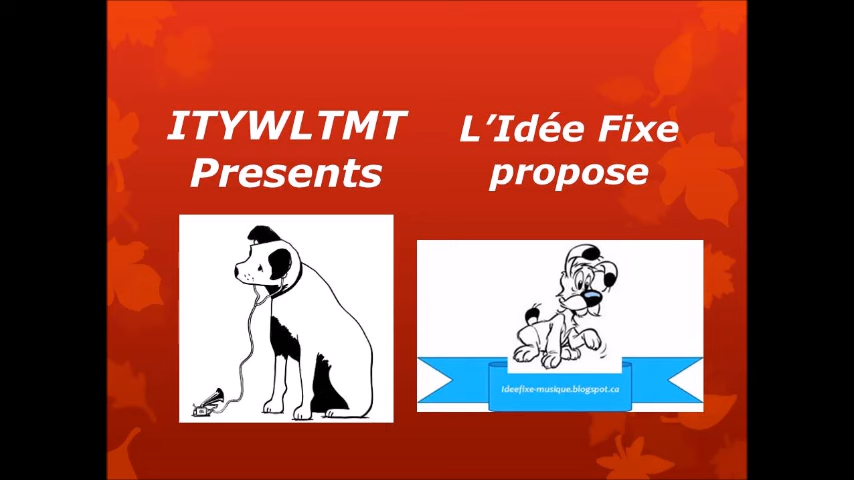 ITYWLTMT
Presents
L'Idée Fixe
propose
Ideefixe-musique.blogspot.ca